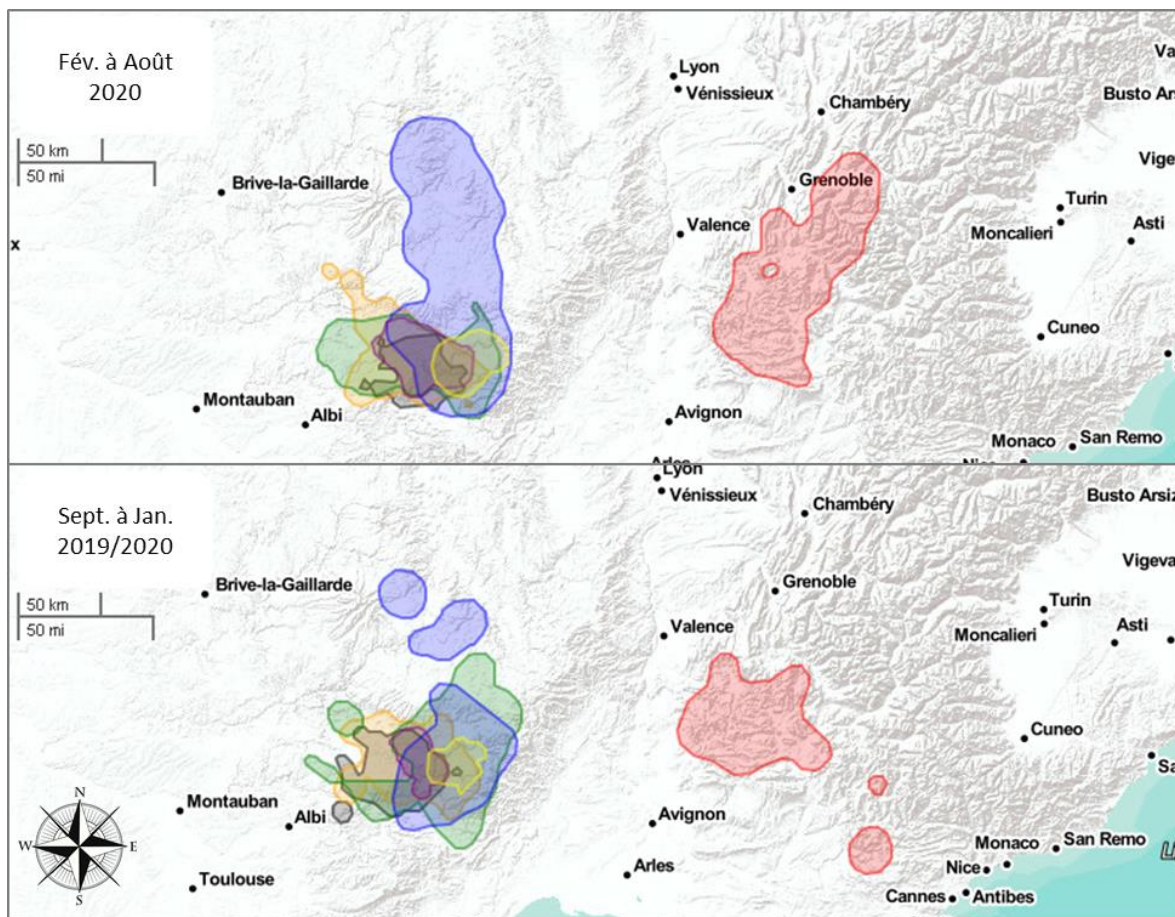 Fév. à Août
2020
50 km
50 mi
Lyon
Vénissieux
Chambéry
Va
Busto Ars
Vige
Brive-la-Gaillarde
Grenoble
Turin
Valence
Moncalieri
Asti
x
Cuneo
Montauban
Albi
Avignon
Monaco
San Remo
Sept. à Jan.
2019/2020
50 km
50 mi
Lyon
Vénissieux
Chambéry
Busto Arsiz
Vigeva
Brive-la-Gaillarde
Grenoble
Turin
Valence
Moncalieri
Asti
Cuneo
Sa
Montauban
Albi
Avignon
Monaco
San Remo
Nice
Arles
Toulouse
Cannes
Antibes
N
W
E
S